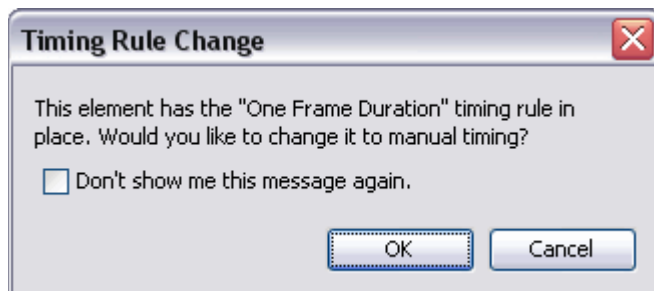 Timing Rule Change
This element has the "One Frame Duration" timing rule in
place. Would you like to change it to manual timing?
Don't show me this message again.
OK
Cancel